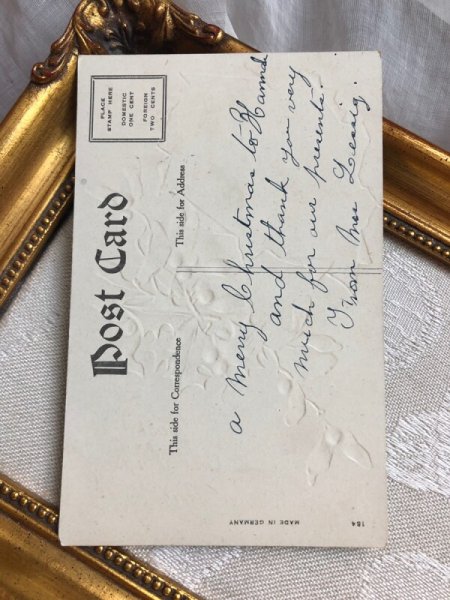 Post Card
PLACE
STAMP HERE
DOMESTIC
ONE CENT
FOREIGN
TWO CENTS
This side for Correspondence
This side for Address
a Merry Christmas to Hannah
and thank you very
much for our presents.
From Mrs Lessig.
MADE IN GERMANY
184